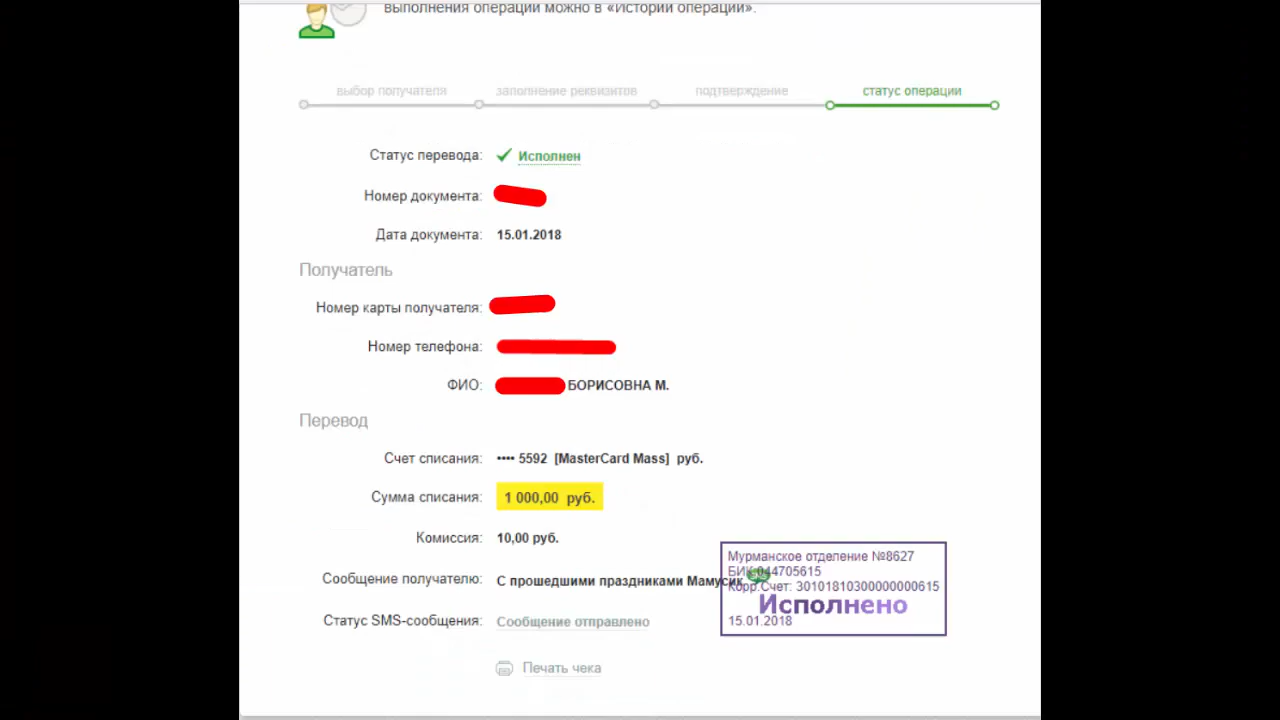 выполнения операции можно в «Истории операций».
выбор получателя заполнение реквизитов подтверждение статус операции
Статус перевода: Исполнен
Номер документа:
Дата документа: 15.01.2018
Получатель
Номер карты получателя:
Номер телефона:
ФИО: БОРИСОВНА М.
Перевод
Счет списания: •••• 5592 [MasterCard Mass] руб.
Сумма списания: 1 000,00 руб.
Комиссия: 10,00 руб.
Сообщение получателю: С прошедшими праздниками Мамусик
Статус SMS-сообщения: Сообщение отправлено
Печать чека
Мурманское отделение №8627
БИК:044705615
Корр.Счет: 30101810300000000615
Исполнено
15.01.2018